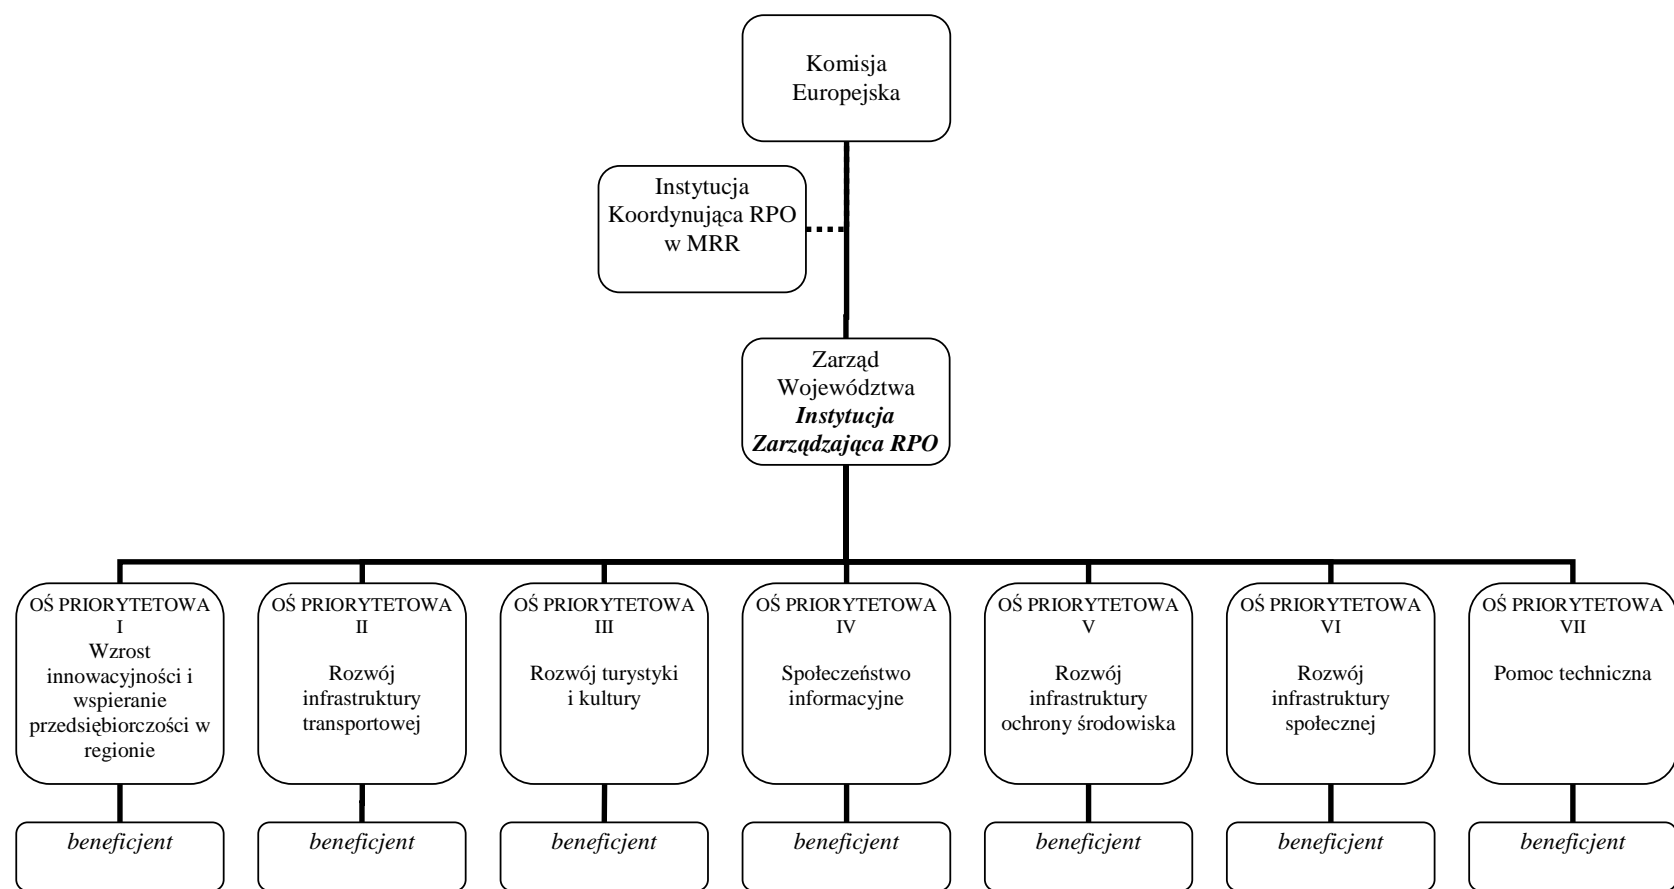 Komisja
Europejska
Instytucja
Koordynująca RPO
w MRR
Zarząd
Województwa
Instytucja
Zarządzająca RPO
OŚ PRIORYTETOWA
I
Wzrost
innowacyjności i
wspieranie
przedsiębiorczości w
regionie
OŚ PRIORYTETOWA
II
Rozwój
infrastruktury
transportowej
OŚ PRIORYTETOWA
III
Rozwój turystyki
i kultury
OŚ PRIORYTETOWA
IV
Społeczeństwo
informacyjne
OŚ PRIORYTETOWA
V
Rozwój
infrastruktury
ochrony środowiska
OŚ PRIORYTETOWA
VI
Rozwój
infrastruktury
społecznej
OŚ PRIORYTETOWA
VII
Pomoc techniczna
beneficjent
beneficjent
beneficjent
beneficjent
beneficjent
beneficjent
beneficjent